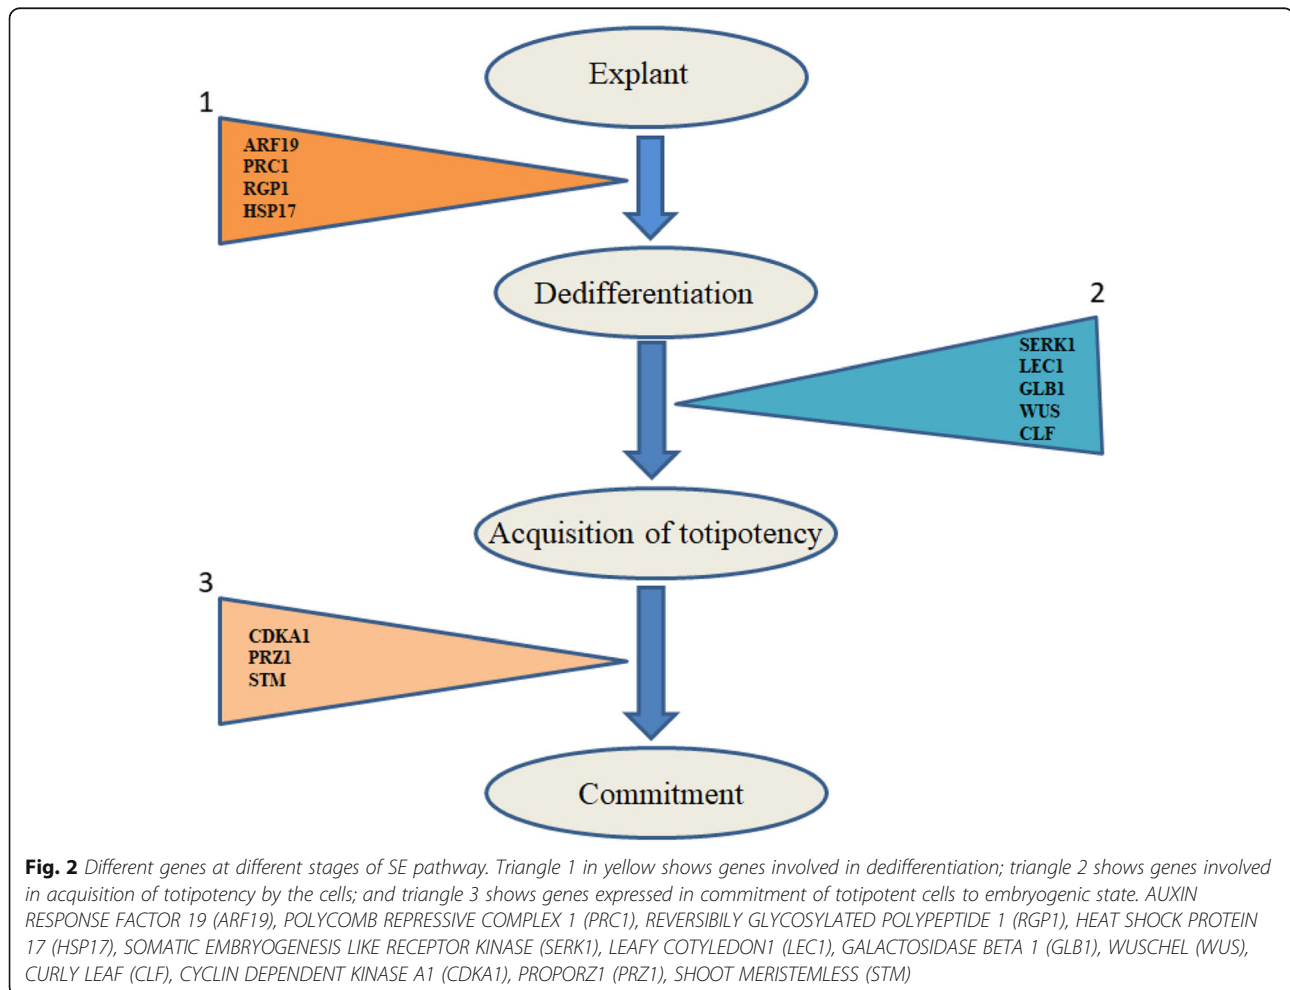 Explant
1
ARF19
PRC1
RGP1
HSP17
Dedifferentiation
2
SERK1
LEC1
GLB1
WUS
CLF
Acquisition of totipotency
3
CDKA1
PRZ1
STM
Commitment
Fig. 2 Different genes at different stages of SE pathway. Triangle 1 in yellow shows genes involved in dedifferentiation; triangle 2 shows genes involved
in acquisition of totipotency by the cells; and triangle 3 shows genes expressed in commitment of totipotent cells to embryogenic state. AUXIN
RESPONSE FACTOR 19 (ARF19), POLYCOMB REPRESSIVE COMPLEX 1 (PRC1), REVERSIBILY GLYCOSYLATED POLYPEPTIDE 1 (RGP1), HEAT SHOCK PROTEIN
17 (HSP17), SOMATIC EMBRYOGENESIS LIKE RECEPTOR KINASE (SERK1), LEAFY COTYLEDON1 (LEC1), GALACTOSIDASE BETA 1 (GLB1), WUSCHEL (WUS),
CURLY LEAF (CLF), CYCLIN DEPENDENT KINASE A1 (CDKA1), PROPORZ1 (PRZ1), SHOOT MERISTEMLESS (STM)